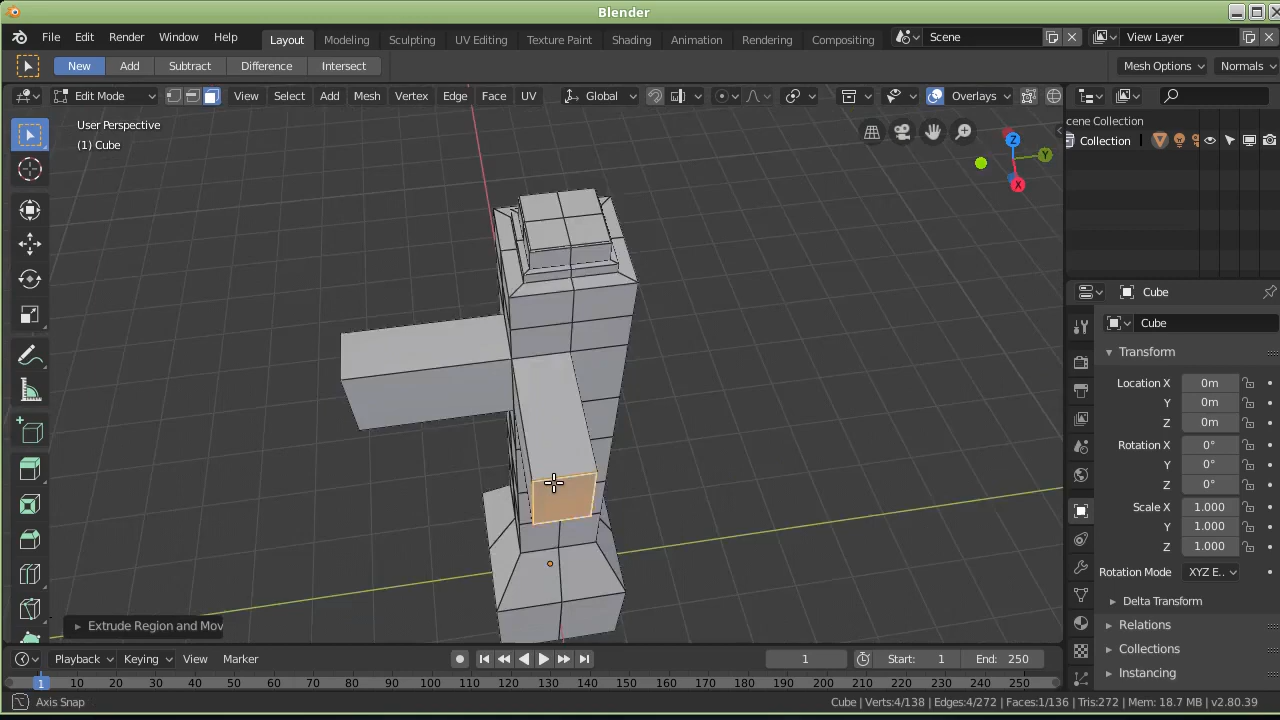 Blender
File Edit Render Window Help Layout Modeling Sculpting UV Editing Texture Paint Shading Animation Rendering Compositing Scene View Layer
New Add Subtract Difference Intersect Mesh Options Normals
Edit Mode View Select Add Mesh Vertex Edge Face UV Global Overlays
User Perspective
(1) Cube
Z
Y
X
Extrude Region and Mov
cene Collection
Collection
Cube
Cube
Transform
Location X 0m
Y 0m
Z 0m
Rotation X 0°
Y 0°
Z 0°
Scale X 1.000
Y 1.000
Z 1.000
Rotation Mode XYZ E..
Delta Transform
Relations
Collections
Instancing
Playback Keying View Marker 1 Start: 1 End: 250
1 10 20 30 40 50 60 70 80 90 100 110 120 130 140 150 160 170 180 190 200 210 220 230 240 250
Axis Snap Cube | Verts:4/138 | Edges:4/272 | Faces:1/136 | Tris:272 | Mem: 18.7 MB | v2.80.39